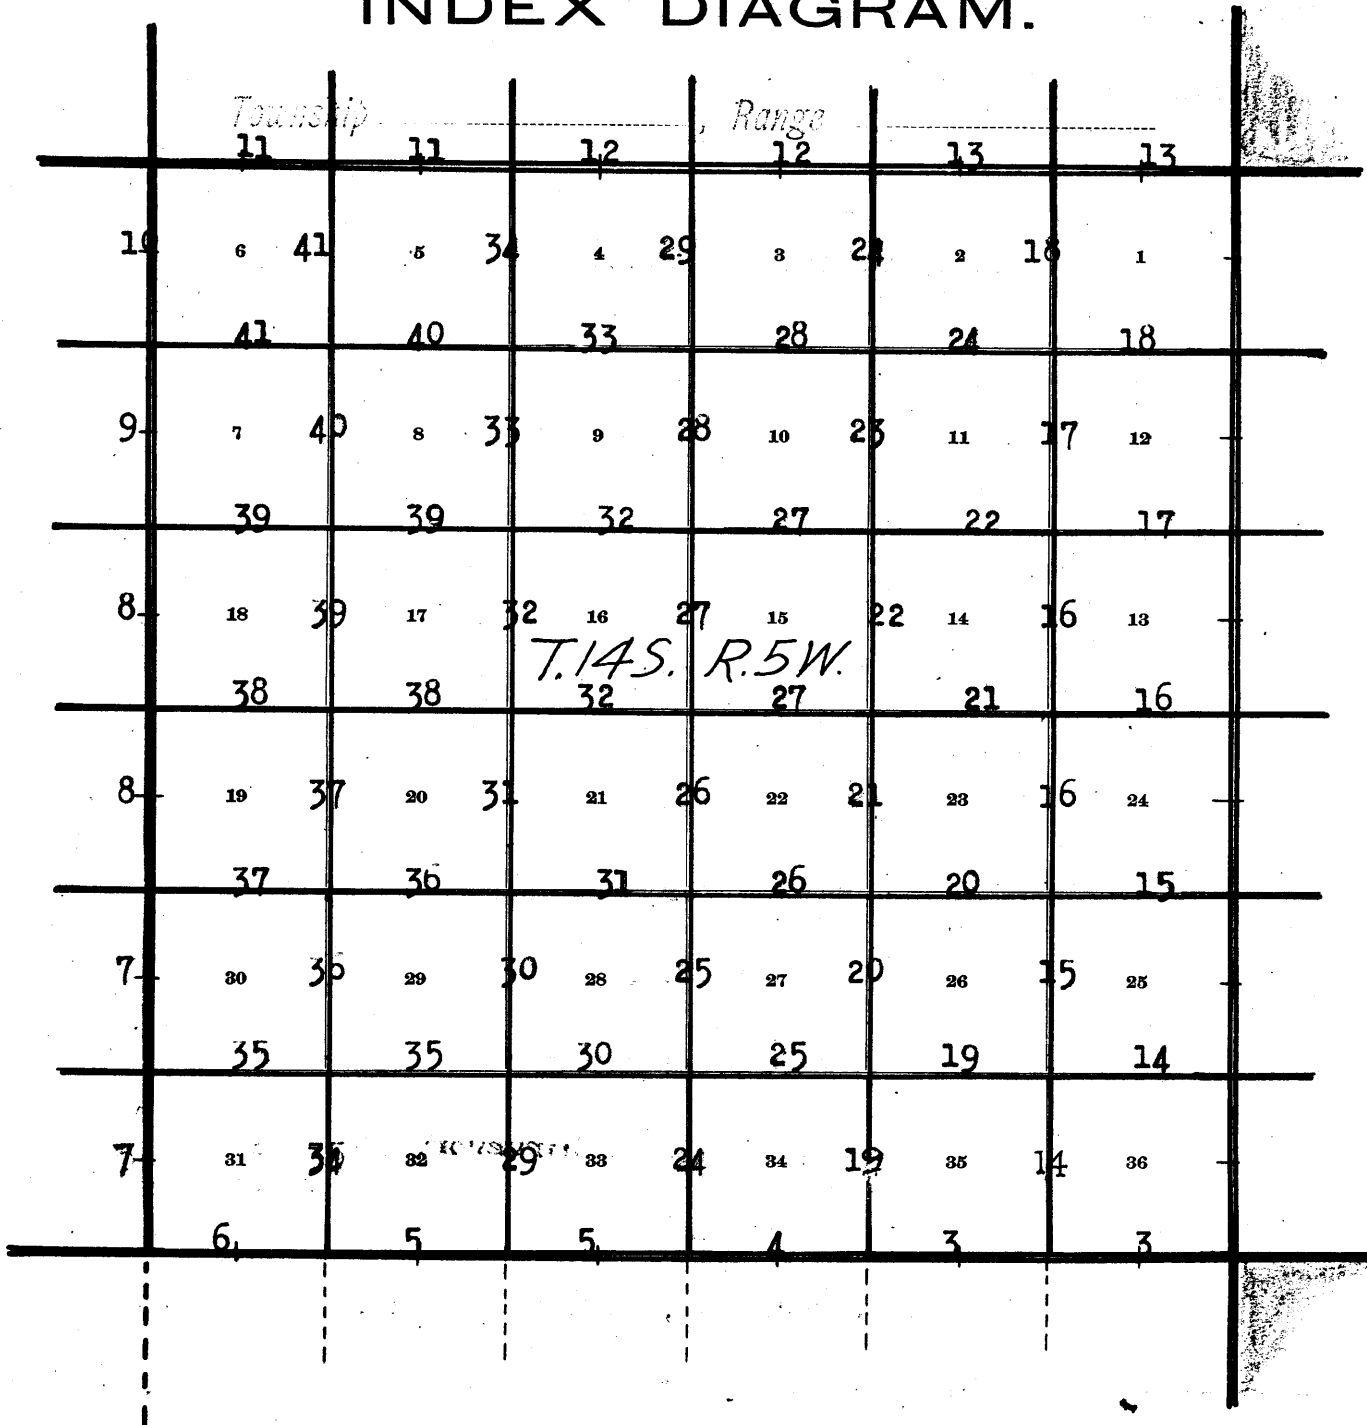 INDEX DIAGRAM.
Township , Range
11 11 12 12 13 13
10 6 41 5 34 4 29 3 24 2 18 1
41 40 33 28 24 18
9 7 40 8 33 9 28 10 23 11 17 12
39 39 32 27 22 17
8 18 39 17 32 16 27 15 22 14 16 13
T.14S. R.5W.
38 38 32 27 21 16
8 19 37 20 31 21 26 22 21 23 16 24
37 36 31 26 20 15
7 30 36 29 30 28 25 27 20 26 15 25
35 35 30 25 19 14
7 31 34 32 29 33 24 34 19 35 14 36
6 5 5 4 3 3